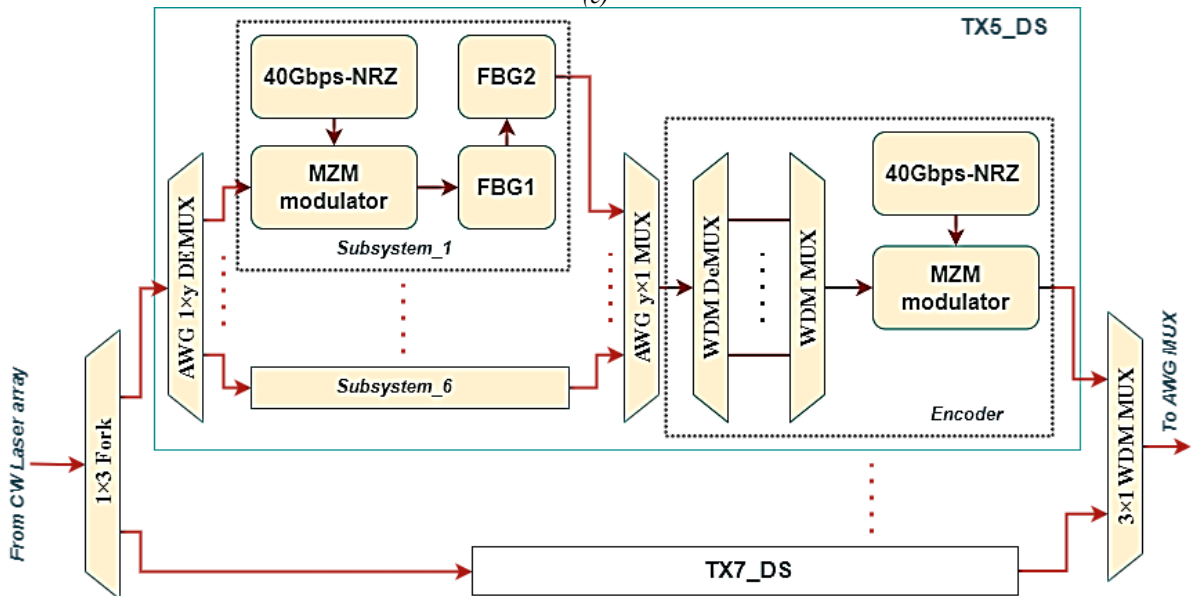 (c)
TX5_DS
40Gbps-NRZ
FBG2
MZM
modulator
FBG1
Subsystem_1
AWG 1×y DEMUX
Subsystem_6
AWG y×1 MUX
WDM DeMUX
WDM MUX
40Gbps-NRZ
MZM
modulator
Encoder
From CW Laser array
1×3 Fork
TX7_DS
3×1 WDM MUX
To AWG MUX